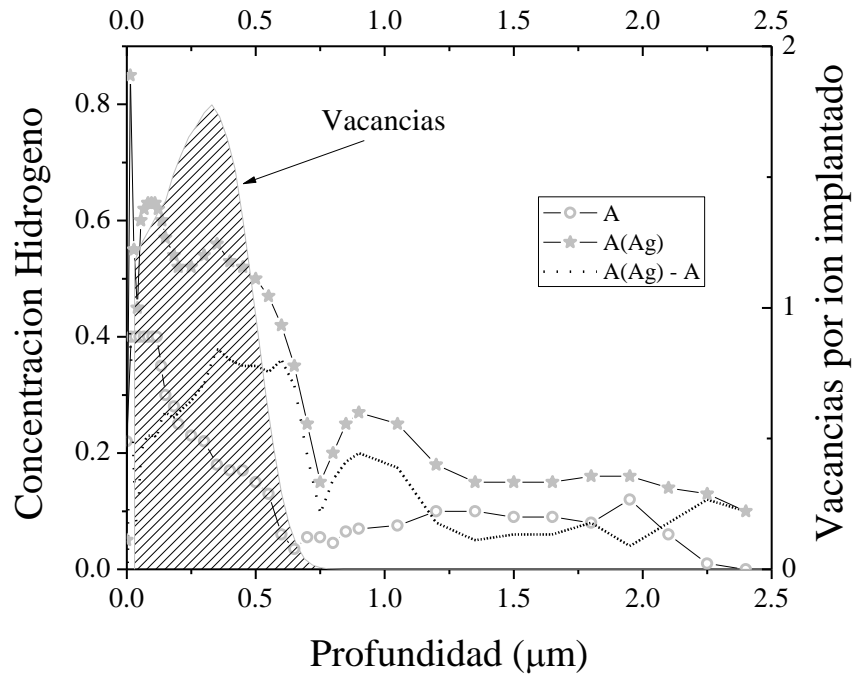 0.0 0.5 1.0 1.5 2.0 2.5
Concentracion Hidrogeno
0.8
0.6
0.4
0.2
0.0
Vacancias
A
A(Ag)
A(Ag) - A
2
1
0
Vacancias por ion implantado
0.0 0.5 1.0 1.5 2.0 2.5
Profundidad (μm)